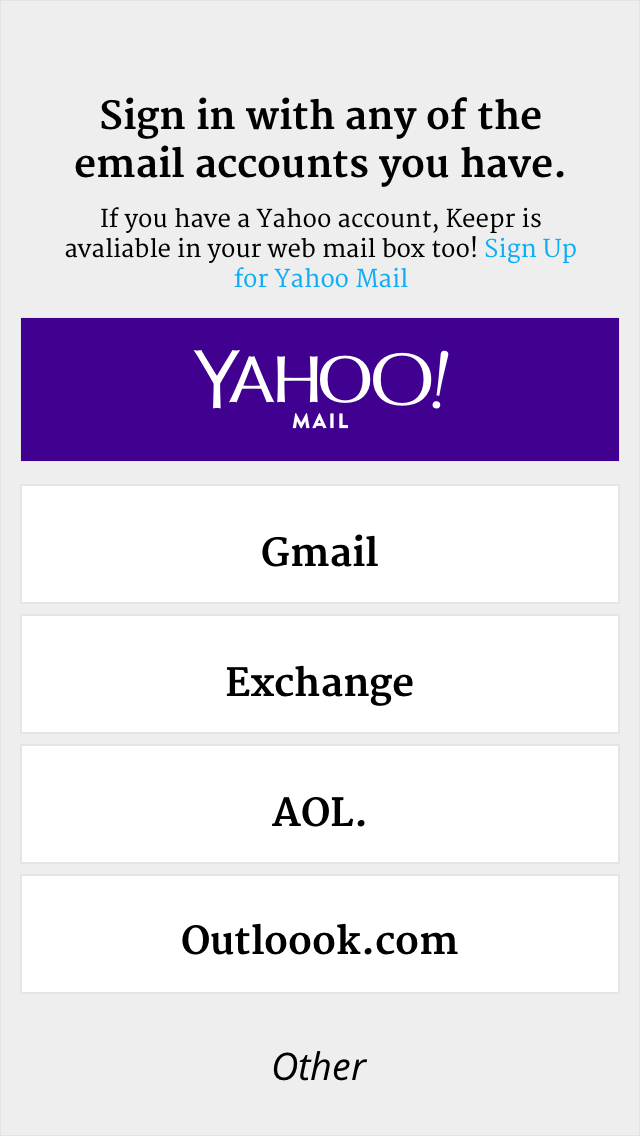 Sign in with any of the
email accounts you have.
If you have a Yahoo account, Keepr is
avaliable in your web mail box too! Sign Up
for Yahoo Mail
YAHOO!
MAIL
Gmail
Exchange
AOL.
Outloook.com
Other